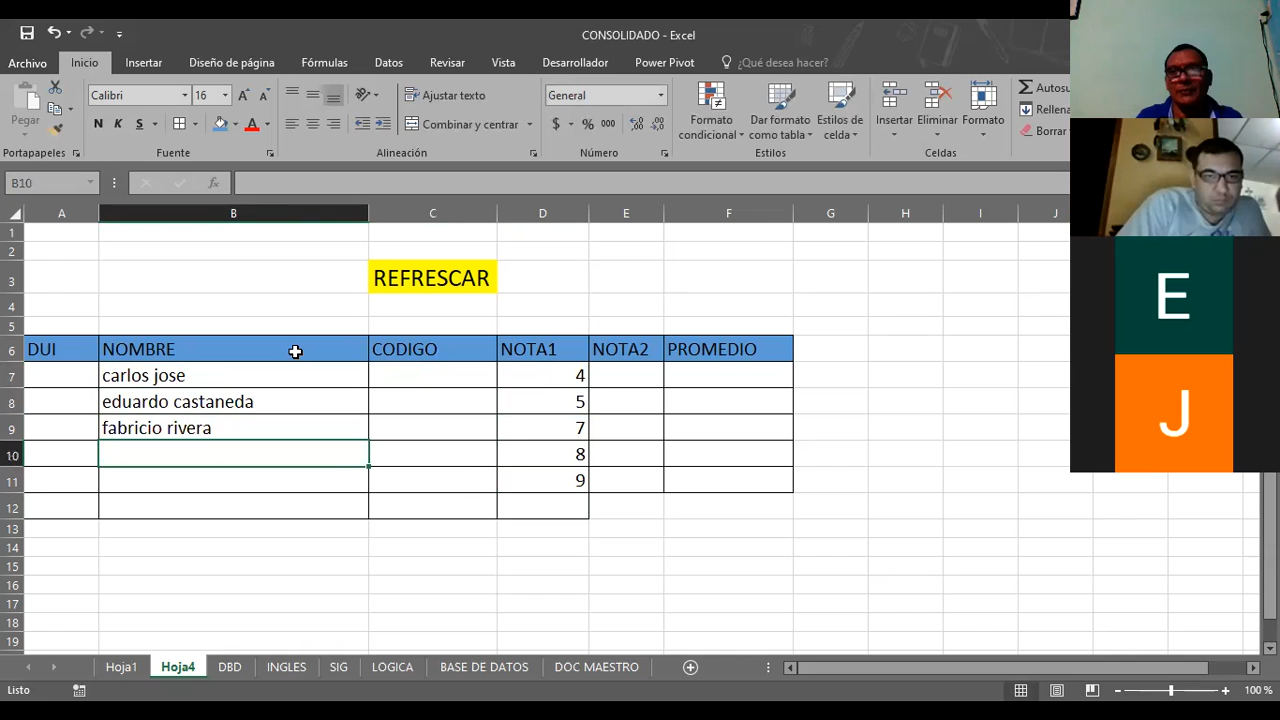 CONSOLIDADO - Excel
Archivo Inicio Insertar Diseño de página Fórmulas Datos Revisar Vista Desarrollador Power Pivot ¿Qué desea hacer?
Pegar
Calibri 16
N K S
Ajustar texto
Combinar y centrar
General
$ % 000
Formato condicional
Dar formato como tabla
Estilos de celda
Insertar Eliminar Formato
Autosu
Rellena
Borrar
Portapapeles Fuente Alineación Número Estilos Celdas
B10
fx
A B C D E F G H I J
1
2
3 REFRESCAR
4
5
6 DUI NOMBRE CODIGO NOTA1 NOTA2 PROMEDIO
7 carlos jose 4
8 eduardo castaneda 5
9 fabricio rivera 7
10 8
11 9
12
13
14
15
16
17
18
19
Hoja1 Hoja4 DBD INGLES SIG LOGICA BASE DE DATOS DOC MAESTRO
Listo 100 %
E
J